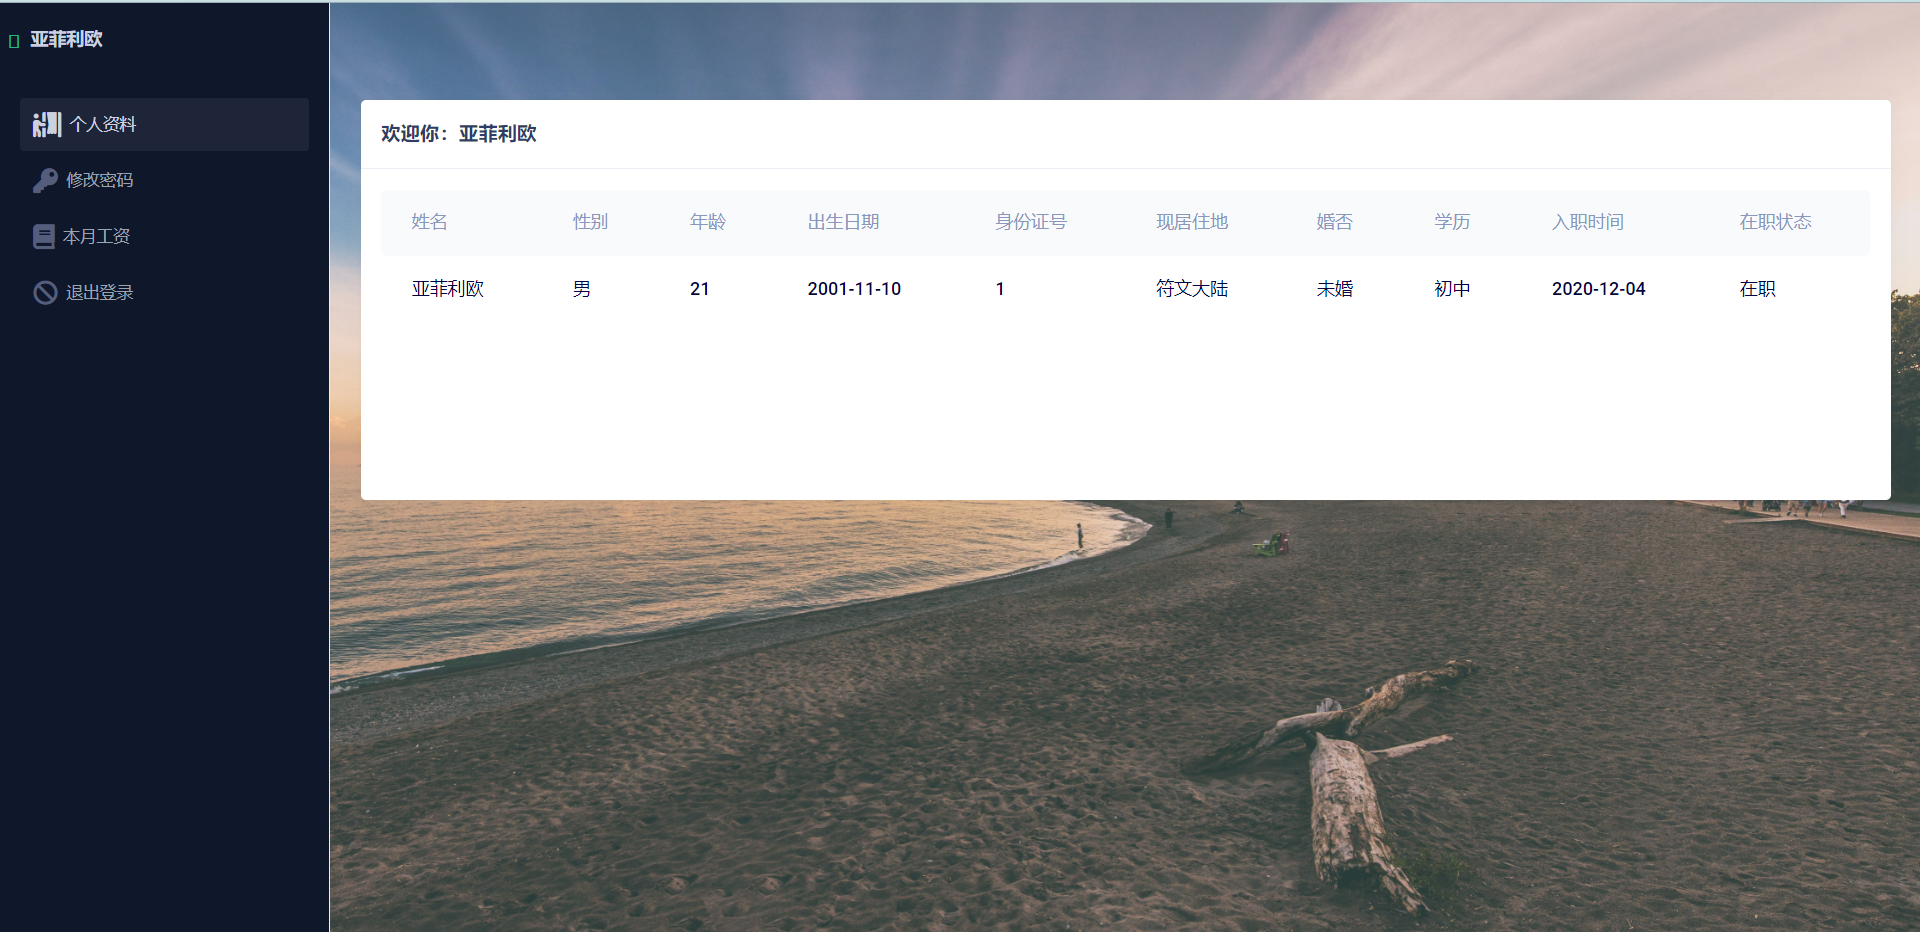 亚菲利欧
个人资料
修改密码
本月工资
退出登录
欢迎你：亚菲利欧
姓名 性别 年龄 出生日期 身份证号 现居住地 婚否 学历 入职时间 在职状态
亚菲利欧 男 21 2001-11-10 1 符文大陆 未婚 初中 2020-12-04 在职